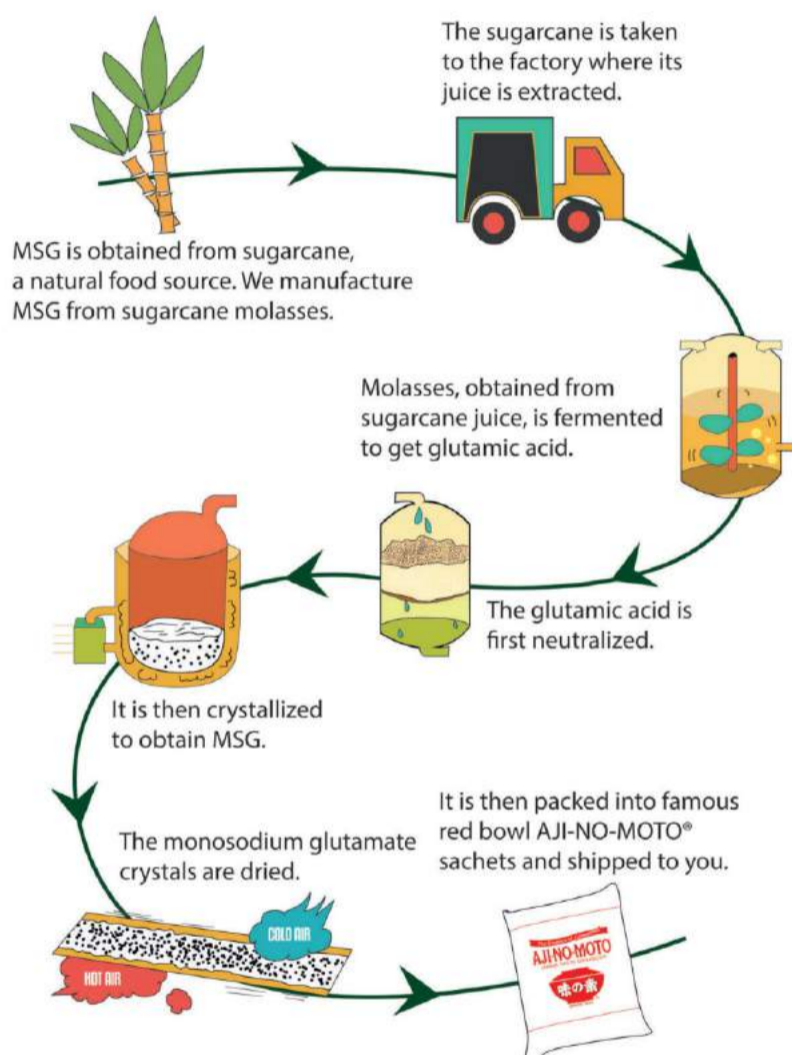 The sugarcane is taken
to the factory where its
juice is extracted.
MSG is obtained from sugarcane,
a natural food source. We manufacture
MSG from sugarcane molasses.
Molasses, obtained from
sugarcane juice, is fermented
to get glutamic acid.
The glutamic acid is
first neutralized.
It is then crystallized
to obtain MSG.
The monosodium glutamate
crystals are dried.
COLD AIR
HOT AIR
It is then packed into famous
red bowl AJI-NO-MOTO®
sachets and shipped to you.
AJI-NO-MOTO
味の素